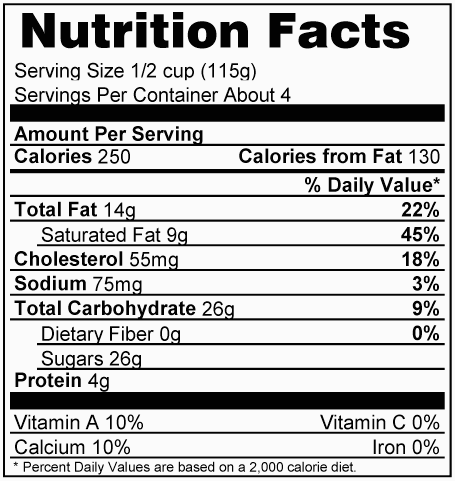 Nutrition Facts
Serving Size 1/2 cup (115g)
Servings Per Container About 4
Amount Per Serving
Calories 250 Calories from Fat 130
% Daily Value*
Total Fat 14g 22%
Saturated Fat 9g 45%
Cholesterol 55mg 18%
Sodium 75mg 3%
Total Carbohydrate 26g 9%
Dietary Fiber 0g 0%
Sugars 26g
Protein 4g
Vitamin A 10% Vitamin C 0%
Calcium 10% Iron 0%
* Percent Daily Values are based on a 2,000 calorie diet.